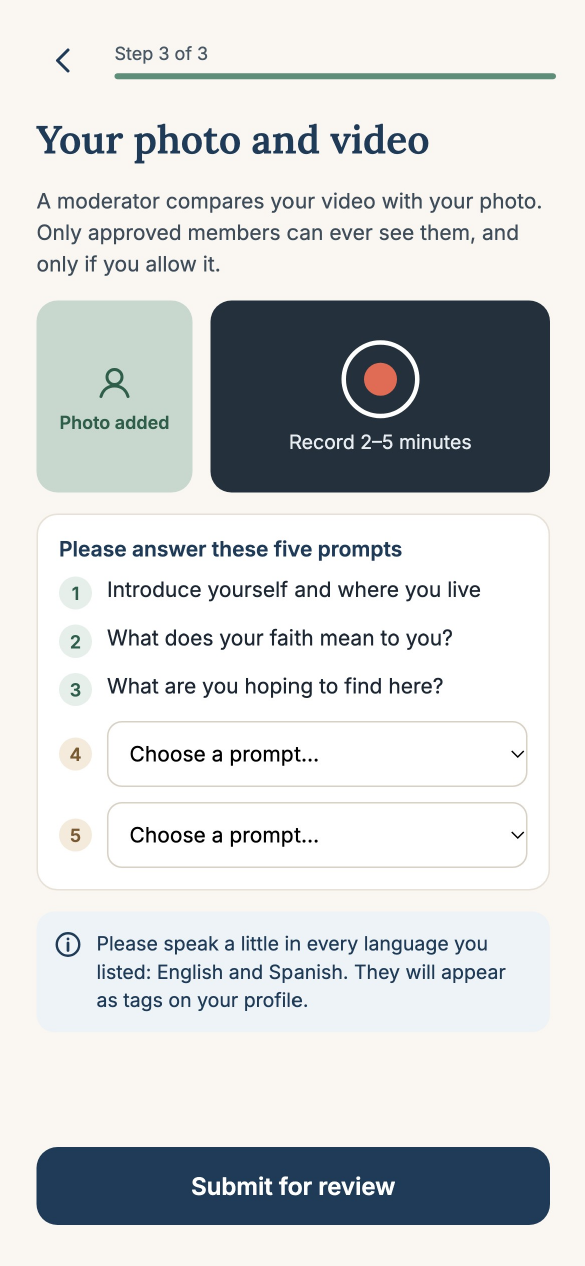 Step 3 of 3
Your photo and video
A moderator compares your video with your photo.
Only approved members can ever see them, and
only if you allow it.
Photo added
Record 2–5 minutes
Please answer these five prompts
1 Introduce yourself and where you live
2 What does your faith mean to you?
3 What are you hoping to find here?
4 Choose a prompt...
5 Choose a prompt...
Please speak a little in every language you
listed: English and Spanish. They will appear
as tags on your profile.
Submit for review